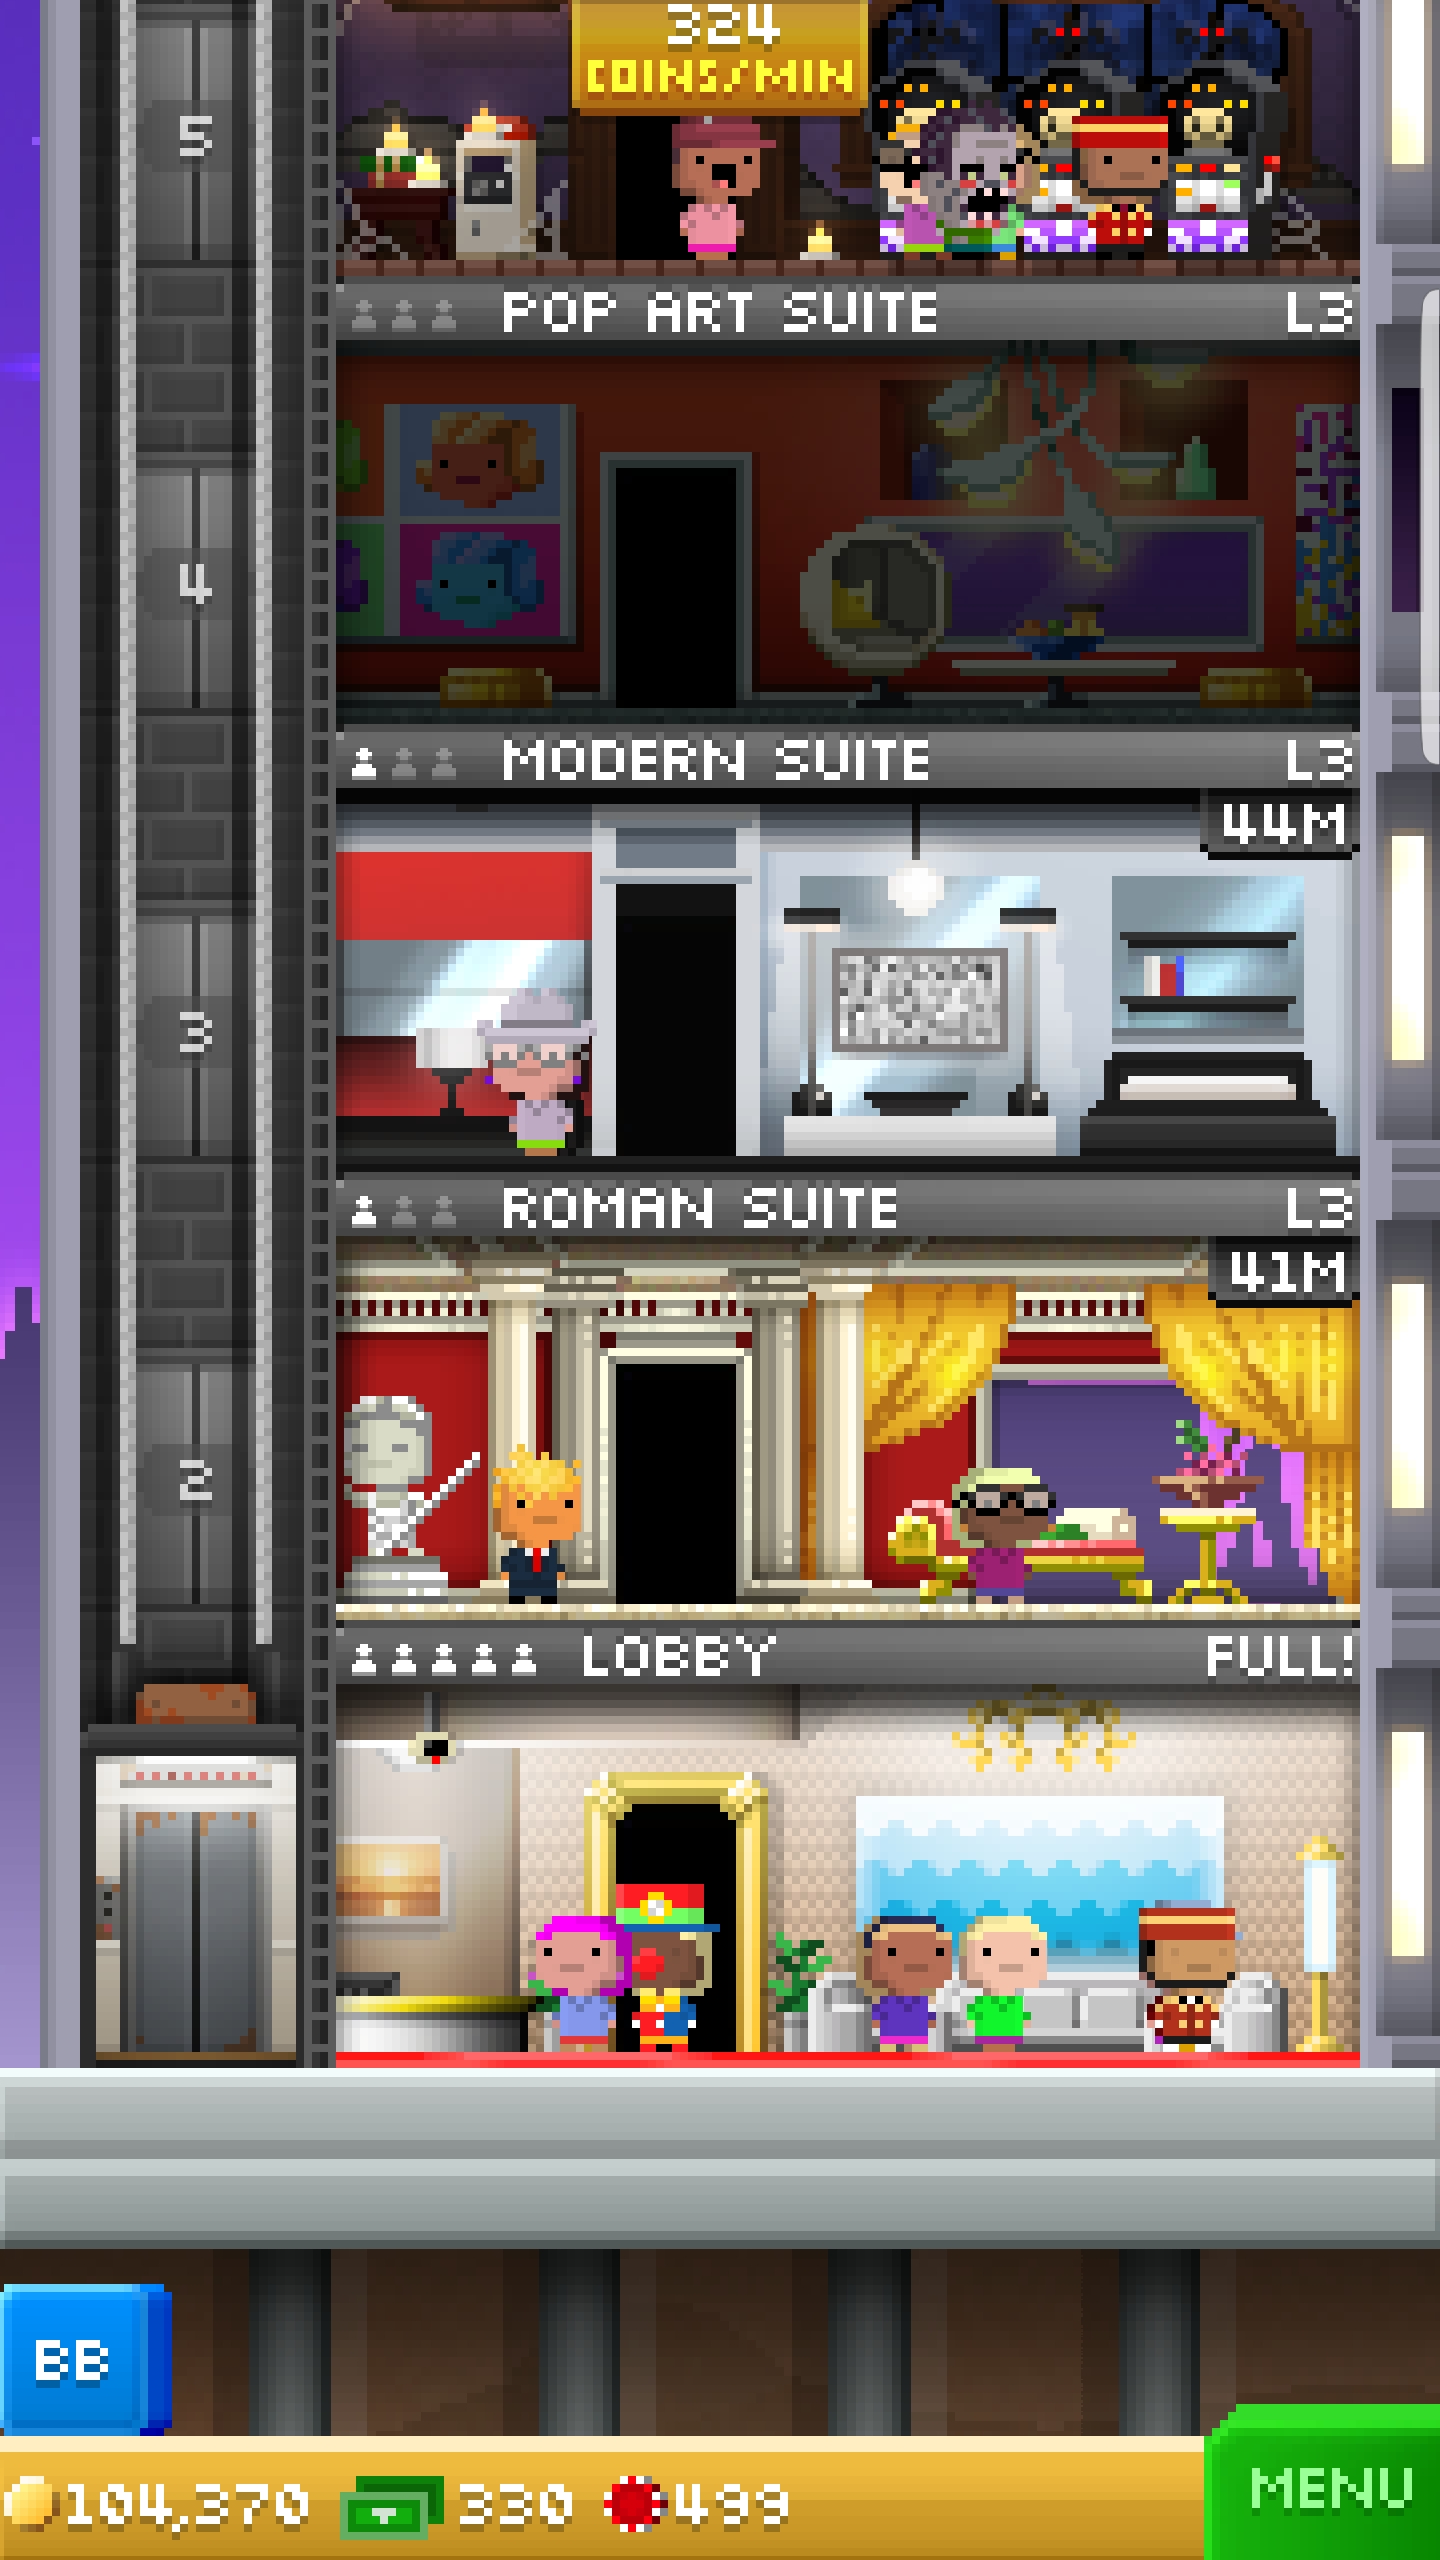 324
COINS/MIN
5
POP ART SUITE L3
4
MODERN SUITE L3
44M
3
ROMAN SUITE L3
41M
2
LOBBY FULL!
BB
104,370 330 499
MENU